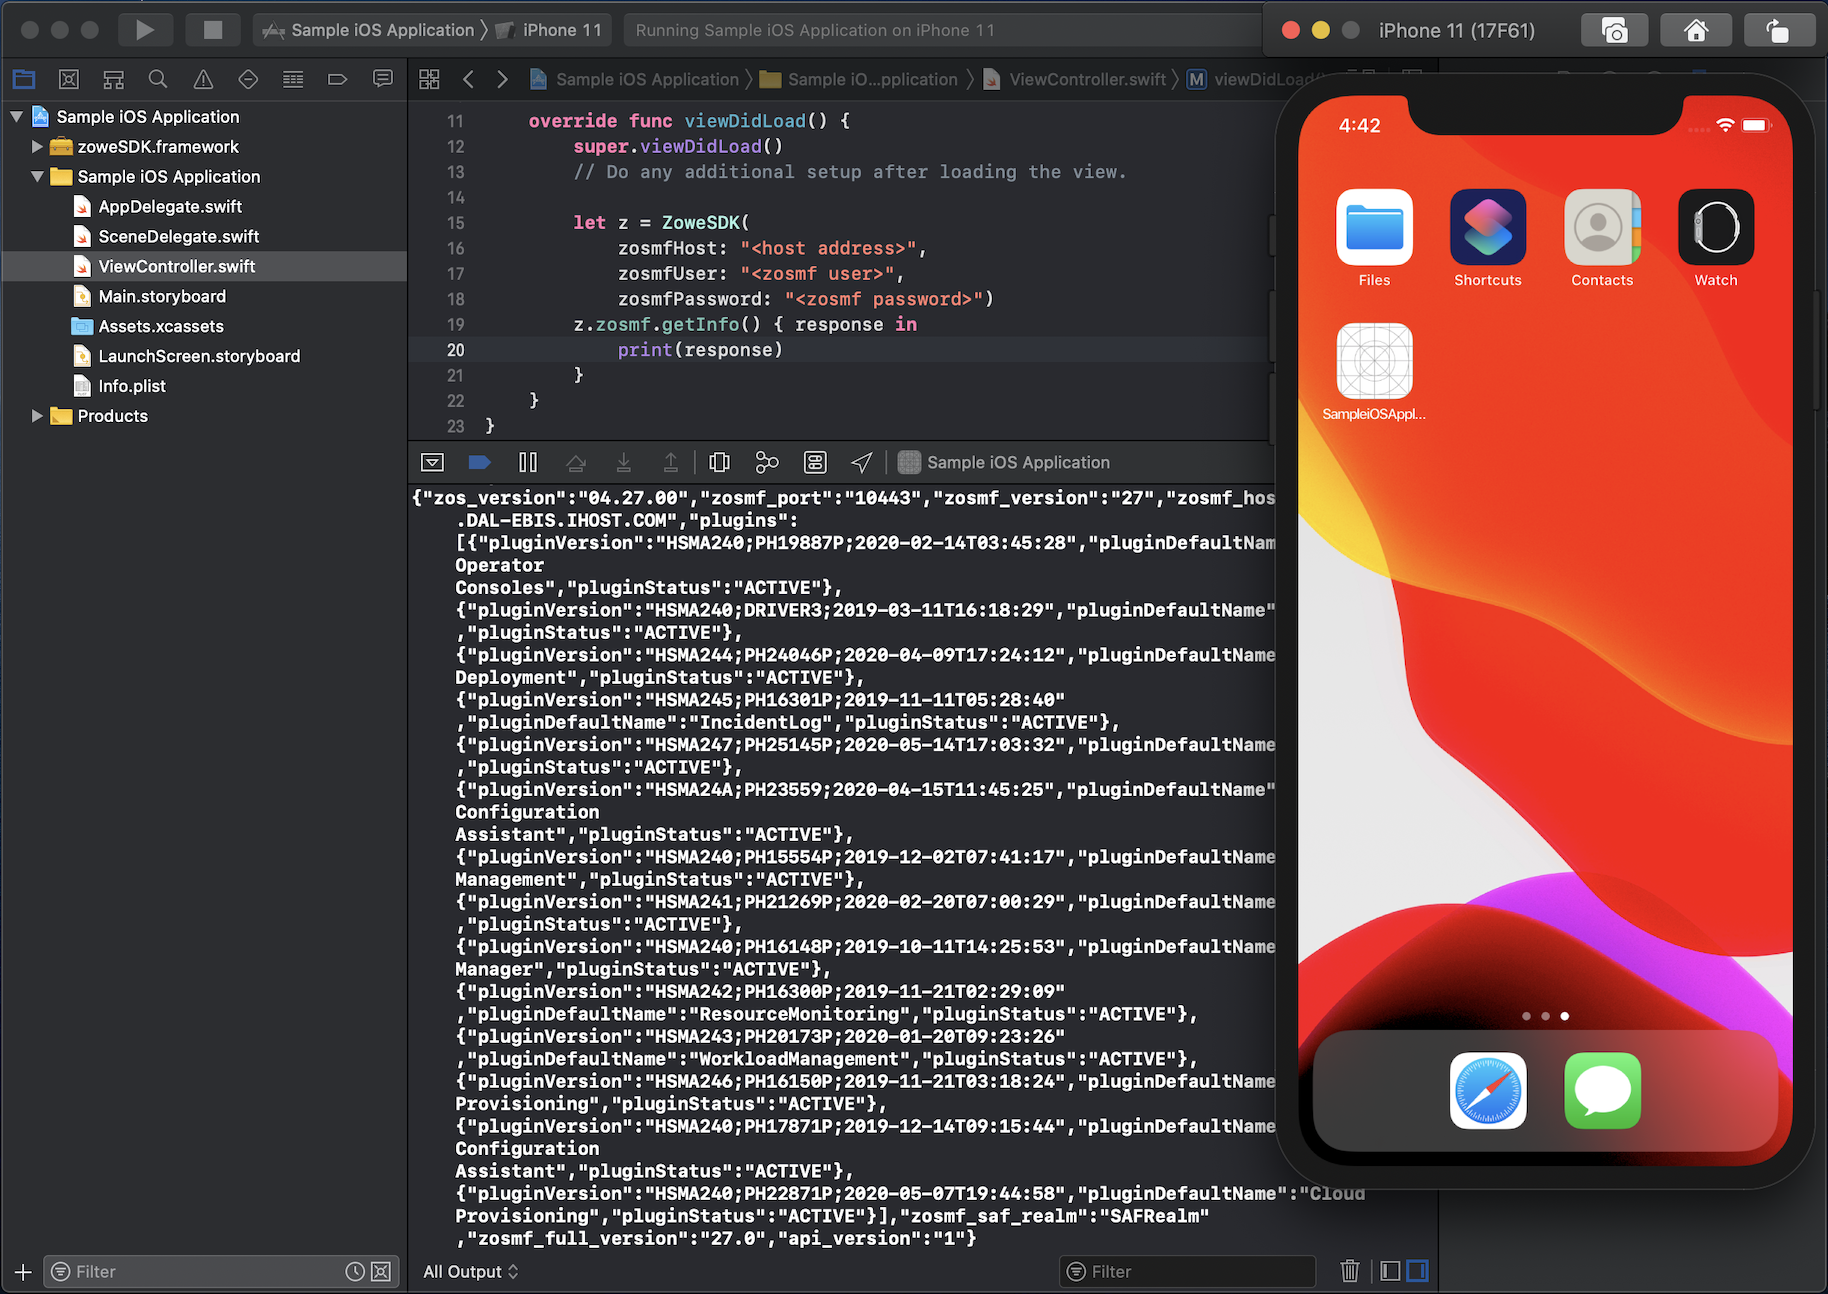 Sample iOS Application 〉 iPhone 11
Running Sample iOS Application on iPhone 11
iPhone 11 (17F61)
Sample iOS Application 〉 Sample iO...pplication 〉 ViewController.swift 〉 M viewDidLoad()
Sample iOS Application
zoweSDK.framework
Sample iOS Application
AppDelegate.swift
SceneDelegate.swift
ViewController.swift
Main.storyboard
Assets.xcassets
LaunchScreen.storyboard
Info.plist
Products
11 override func viewDidLoad() {
12 super.viewDidLoad()
13 // Do any additional setup after loading the view.
14
15 let z = ZoweSDK(
16 zosmfHost: "<host address>",
17 zosmfUser: "<zosmf user>",
18 zosmfPassword: "<zosmf password>")
19 z.zosmf.getInfo() { response in
20 print(response)
21 }
22 }
23 }
Sample iOS Application
{"zos_version":"04.27.00","zosmf_port":"10443","zosmf_version":"27","zosmf_hos
.DAL-EBIS.IHOST.COM","plugins":
[{"pluginVersion":"HSMA240;PH19887P;2020-02-14T03:45:28","pluginDefaultNam
Operator
Consoles","pluginStatus":"ACTIVE"},
{"pluginVersion":"HSMA240;DRIVER3;2019-03-11T16:18:29","pluginDefaultName"
,"pluginStatus":"ACTIVE"},
{"pluginVersion":"HSMA244;PH24046P;2020-04-09T17:24:12","pluginDefaultName
Deployment","pluginStatus":"ACTIVE"},
{"pluginVersion":"HSMA245;PH16301P;2019-11-11T05:28:40"
,"pluginDefaultName":"IncidentLog","pluginStatus":"ACTIVE"},
{"pluginVersion":"HSMA247;PH25145P;2020-05-14T17:03:32","pluginDefaultName
,"pluginStatus":"ACTIVE"},
{"pluginVersion":"HSMA24A;PH23559;2020-04-15T11:45:25","pluginDefaultName"
Configuration
Assistant","pluginStatus":"ACTIVE"},
{"pluginVersion":"HSMA240;PH15554P;2019-12-02T07:41:17","pluginDefaultName
Management","pluginStatus":"ACTIVE"},
{"pluginVersion":"HSMA241;PH21269P;2020-02-20T07:00:29","pluginDefaultName
,"pluginStatus":"ACTIVE"},
{"pluginVersion":"HSMA240;PH16148P;2019-10-11T14:25:53","pluginDefaultName
Manager","pluginStatus":"ACTIVE"},
{"pluginVersion":"HSMA242;PH16300P;2019-11-21T02:29:09"
,"pluginDefaultName":"ResourceMonitoring","pluginStatus":"ACTIVE"},
{"pluginVersion":"HSMA243;PH20173P;2020-01-20T09:23:26"
,"pluginDefaultName":"WorkloadManagement","pluginStatus":"ACTIVE"},
{"pluginVersion":"HSMA246;PH16150P;2019-11-21T03:18:24","pluginDefaultName
Provisioning","pluginStatus":"ACTIVE"},
{"pluginVersion":"HSMA240;PH17871P;2019-12-14T09:15:44","pluginDefaultName
Configuration
Assistant","pluginStatus":"ACTIVE"},
{"pluginVersion":"HSMA240;PH22871P;2020-05-07T19:44:58","pluginDefaultName":"Cloud
Provisioning","pluginStatus":"ACTIVE"}],"zosmf_saf_realm":"SAFRealm"
,"zosmf_full_version":"27.0","api_version":"1"}
Filter
All Output
Filter
4:42
Files
Shortcuts
Contacts
Watch
SampleiOSAppl...